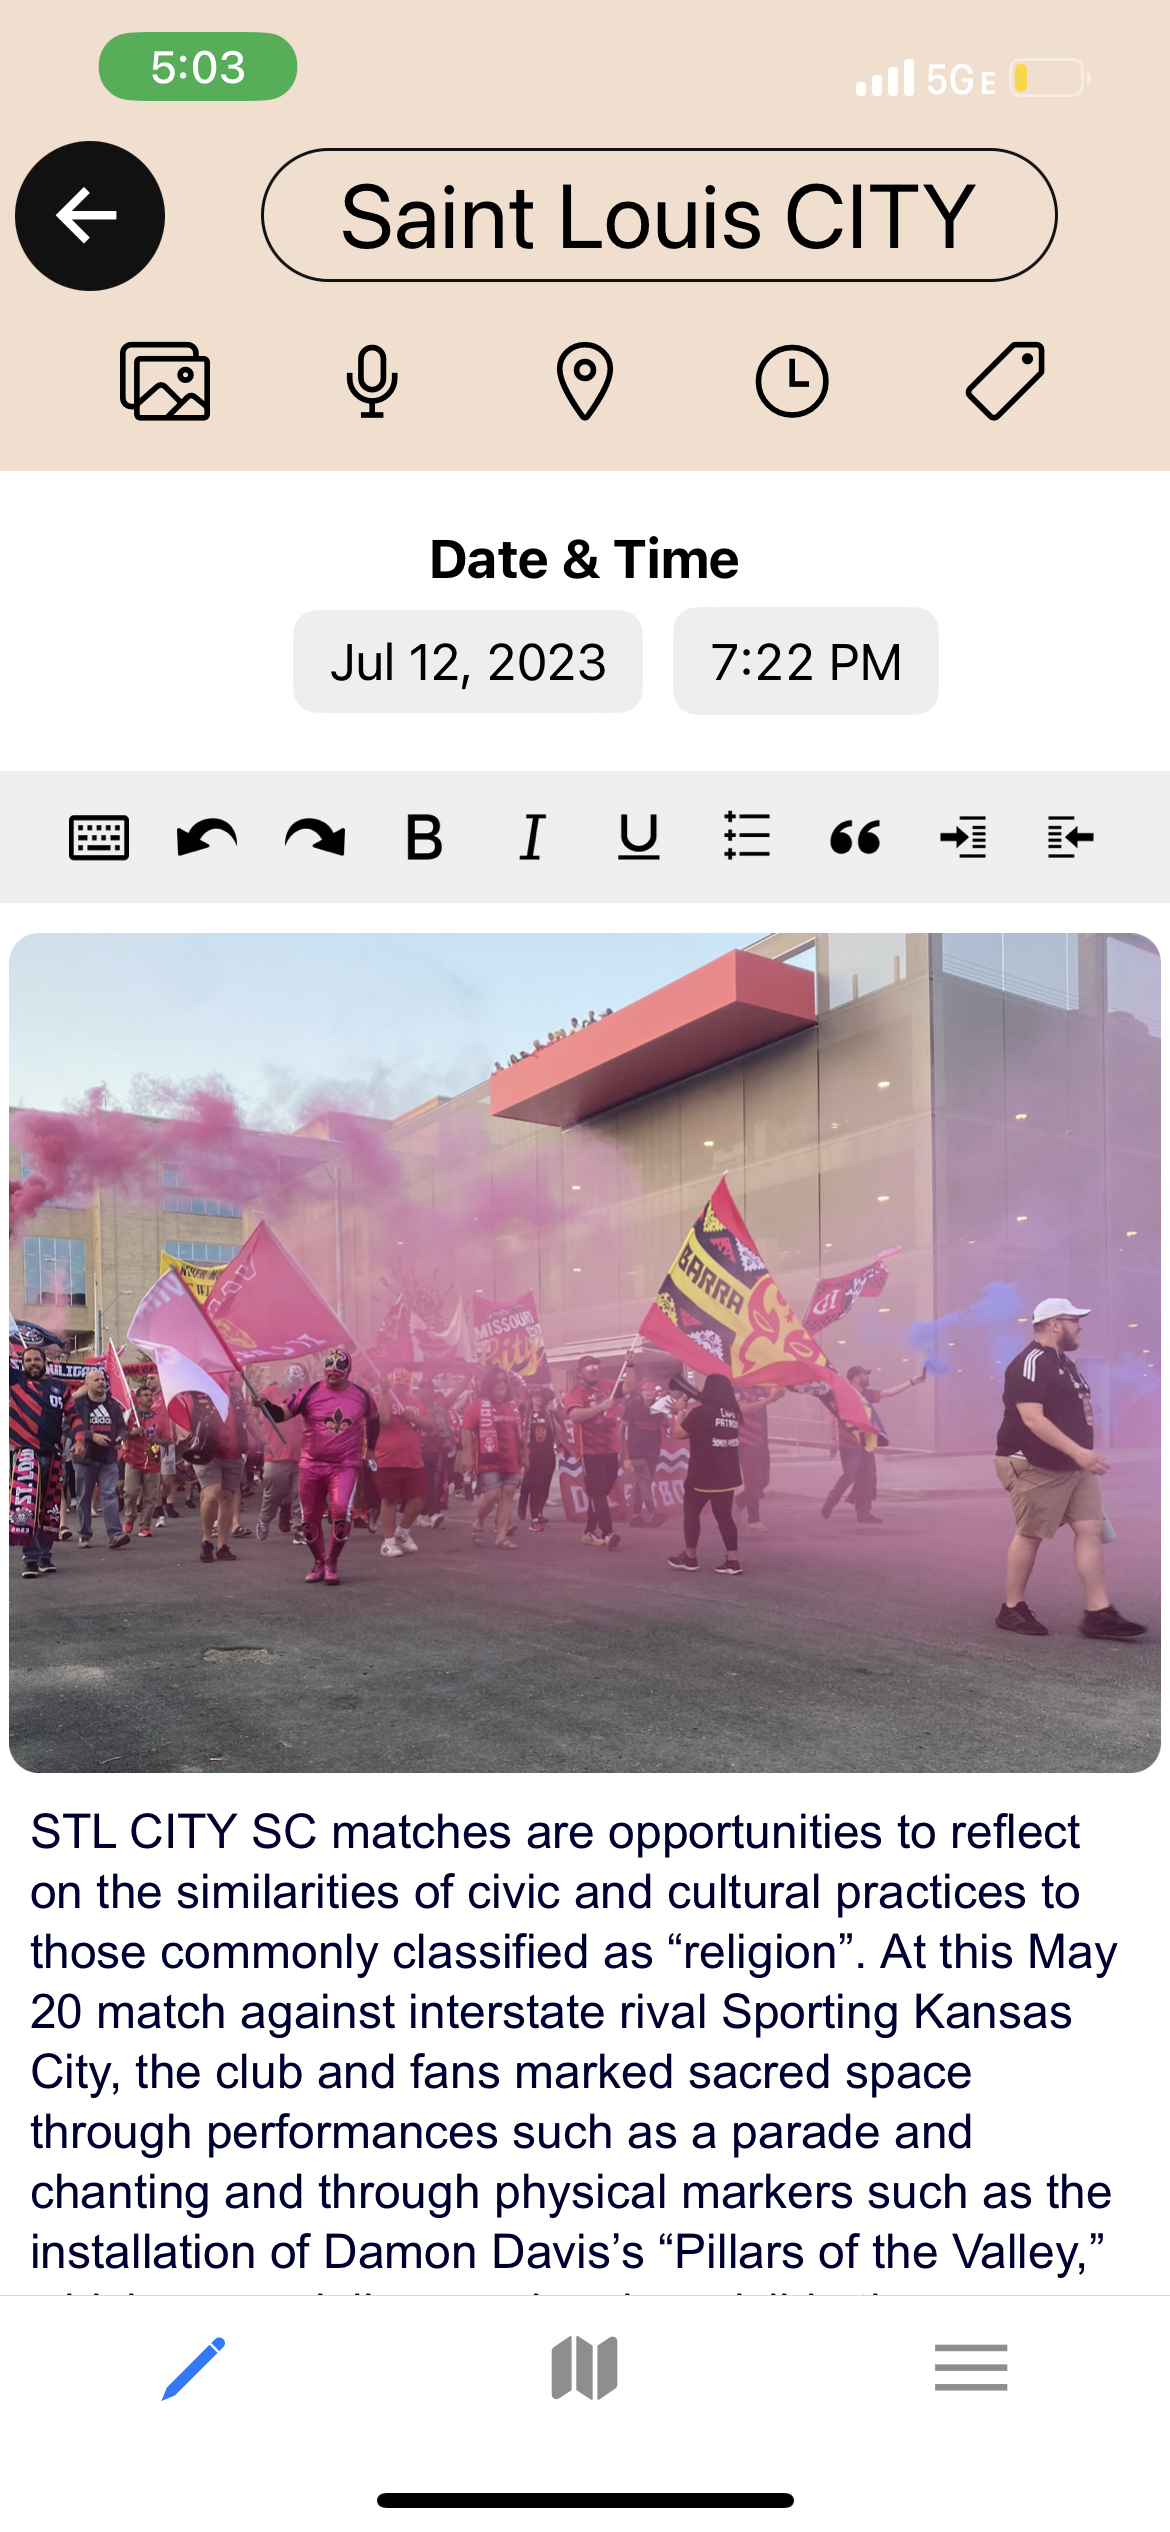 5:03
5G E
Saint Louis CITY
Date & Time
Jul 12, 2023
7:22 PM
B I U
BARRA
MISSOURI
City
adidas
ST.LOUI
STL CITY SC matches are opportunities to reflect
on the similarities of civic and cultural practices to
those commonly classified as “religion”. At this May
20 match against interstate rival Sporting Kansas
City, the club and fans marked sacred space
through performances such as a parade and
chanting and through physical markers such as the
installation of Damon Davis’s “Pillars of the Valley,”